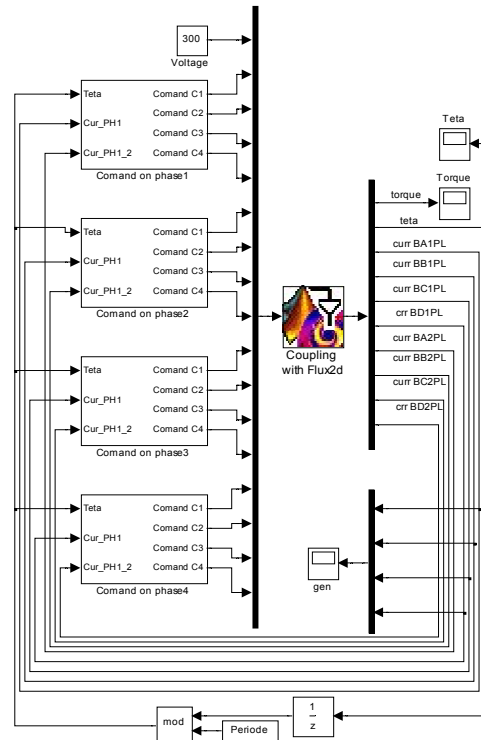 300
Voltage
Teta
Cur_PH1
Cur_PH1_2
Comand C1
Comand C2
Comand C3
Comand C4
Comand on phase1
Teta
Cur_PH1
Cur_PH1_2
Comand C1
Comand C2
Comand C3
Comand C4
Comand on phase2
Teta
Cur_PH1
Cur_PH1_2
Comand C1
Comand C2
Comand C3
Comand C4
Comand on phase3
Teta
Cur_PH1
Cur_PH1_2
Comand C1
Comand C2
Comand C3
Comand C4
Comand on phase4
Coupling
with Flux2d
Teta
Torque
torque
teta
curr BA1PL
curr BB1PL
curr BC1PL
crr BD1PL
curr BA2PL
curr BB2PL
curr BC2PL
crr BD2PL
gen
mod
Periode
1
z